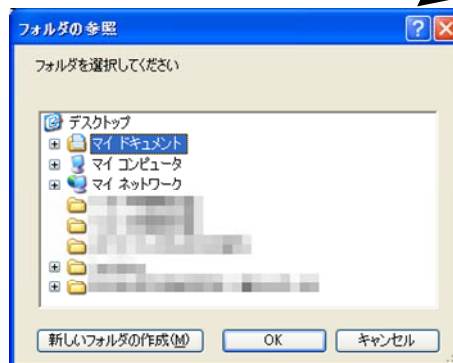 フォルダの参照
フォルダを選択してください
デスクトップ
マイ ドキュメント
マイ コンピュータ
マイ ネットワーク
新しいフォルダの作成(M)
OK
キャンセル